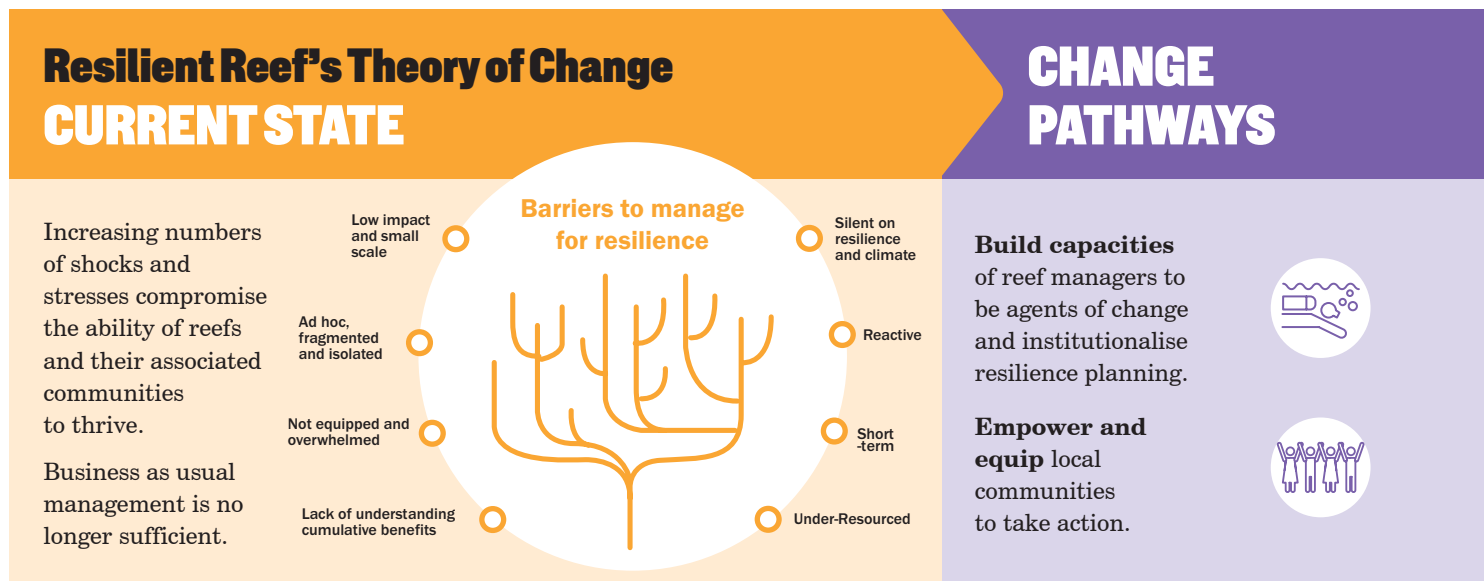 Resilient Reef's Theory of Change
CURRENT STATE
Increasing numbers
of shocks and
stresses compromise
the ability of reefs
and their associated
communities
to thrive.
Business as usual
management is no
longer sufficient.
Barriers to manage
for resilience
Low impact
and small
scale
Ad hoc,
fragmented
and isolated
Not equipped and
overwhelmed
Lack of understanding
cumulative benefits
Silent on
resilience
and climate
Reactive
Short
-term
Under-Resourced
CHANGE
PATHWAYS
Build capacities
of reef managers to
be agents of change
and institutionalise
resilience planning.
Empower and
equip local
communities
to take action.